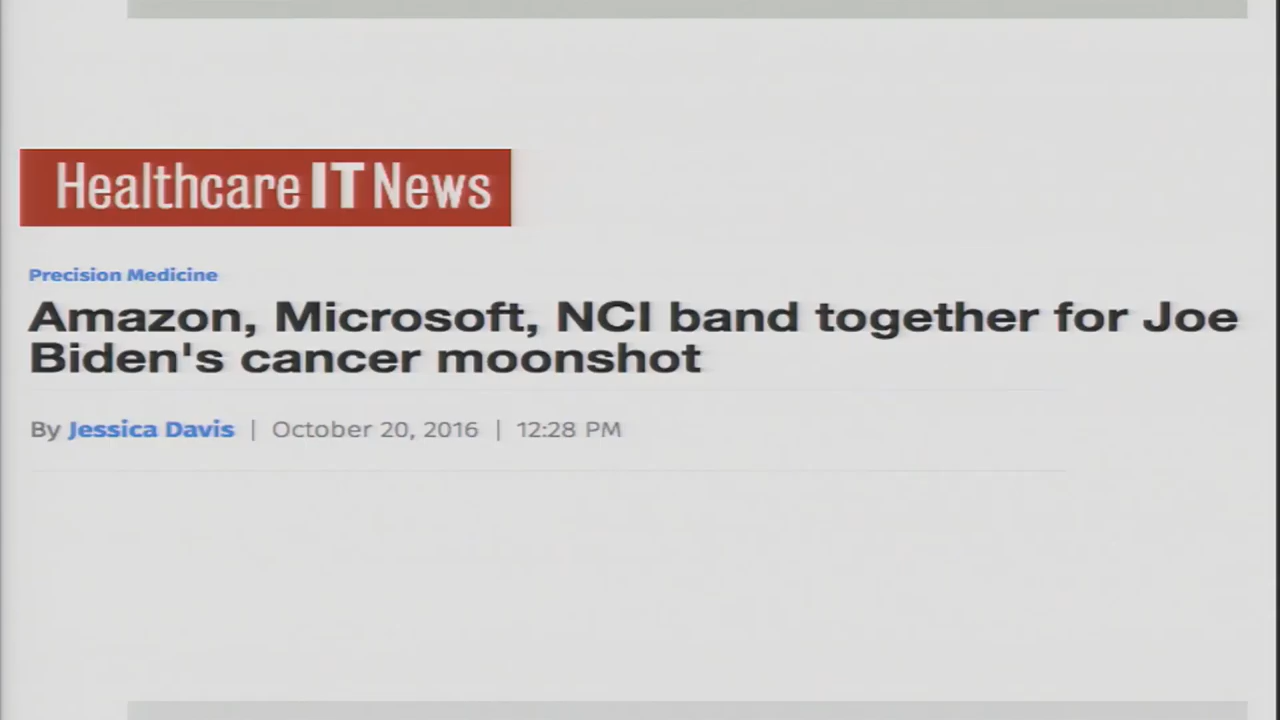 Healthcare IT News
Precision Medicine
Amazon, Microsoft, NCI band together for Joe
Biden's cancer moonshot
By Jessica Davis | October 20, 2016 | 12:28 PM